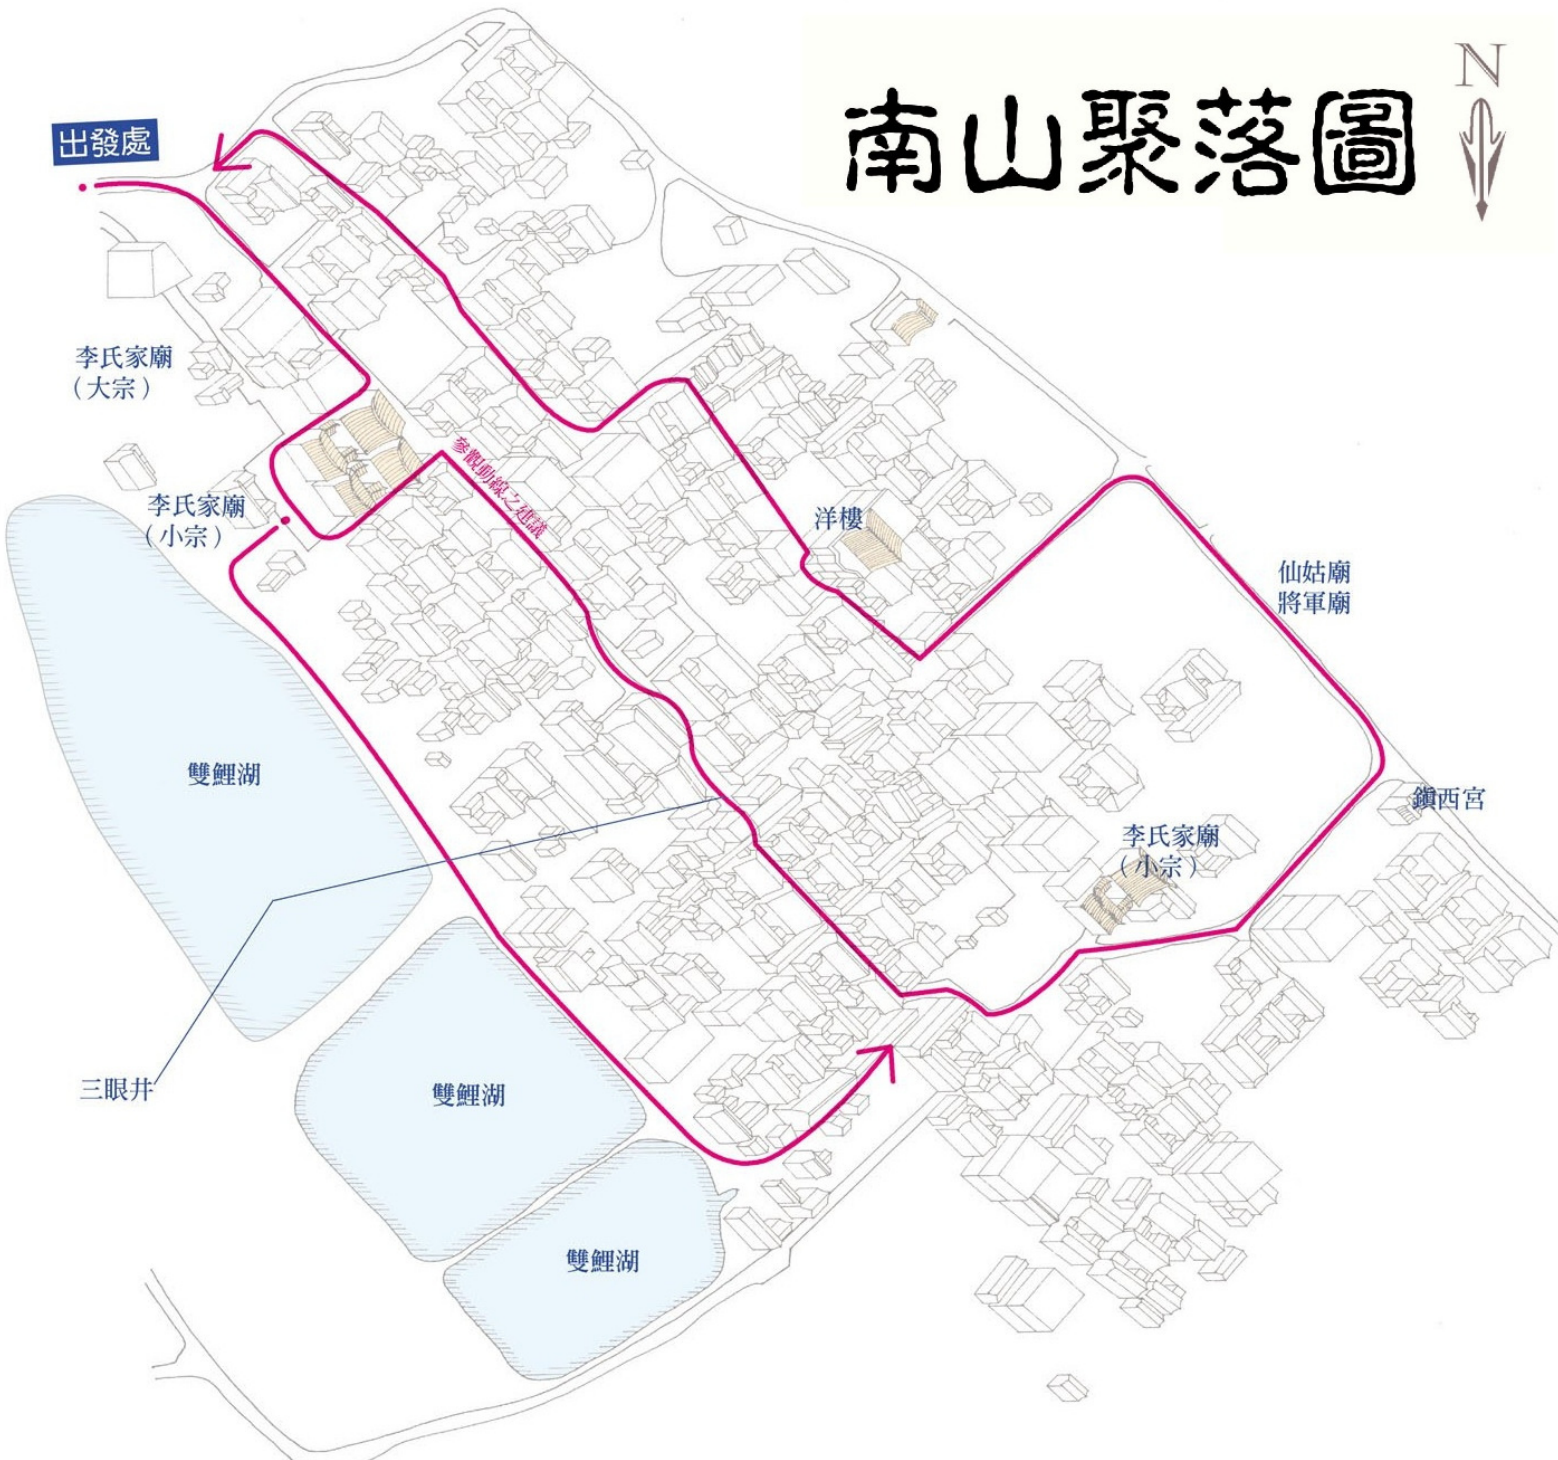 南山聚落圖
N
出發處
李氏家廟
（大宗）
參觀動線之建議
李氏家廟
（小宗）
洋樓
仙姑廟
將軍廟
雙鯉湖
鎮西宮
李氏家廟
（小宗）
三眼井
雙鯉湖
雙鯉湖